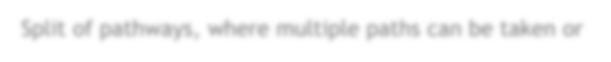 Split of pathways, where multiple paths can be taken or